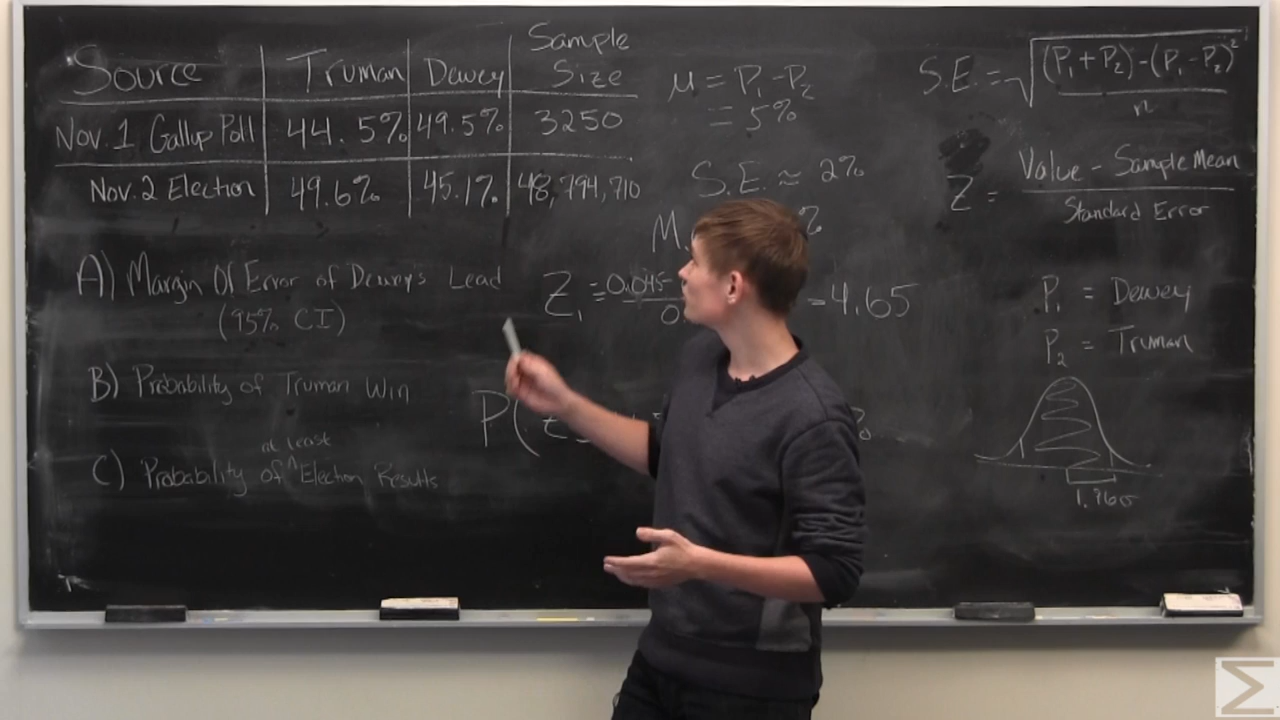 Source Truman Dewey Sample Size
Nov. 1 Gallup Poll 44.5% 49.5% 3250
Nov. 2 Election 49.6% 45.1% 48,794,710
A) Margin Of Error of Dewey's Lead
(95% CI)
B) Probability of Truman Win
C) Probability of at least Election Results
μ = P₁ - P₂
= 5%
S.E. ≈ 2%
M. %
Z₁ = 0.045- 0. = 4.65
P( Z
S.E. = √((P₁+P₂)-(P₁-P₂)²/n)
Z = Value - Sample Mean
Standard Error
P₁ = Dewey
P₂ = Truman
1.96σ
Σ